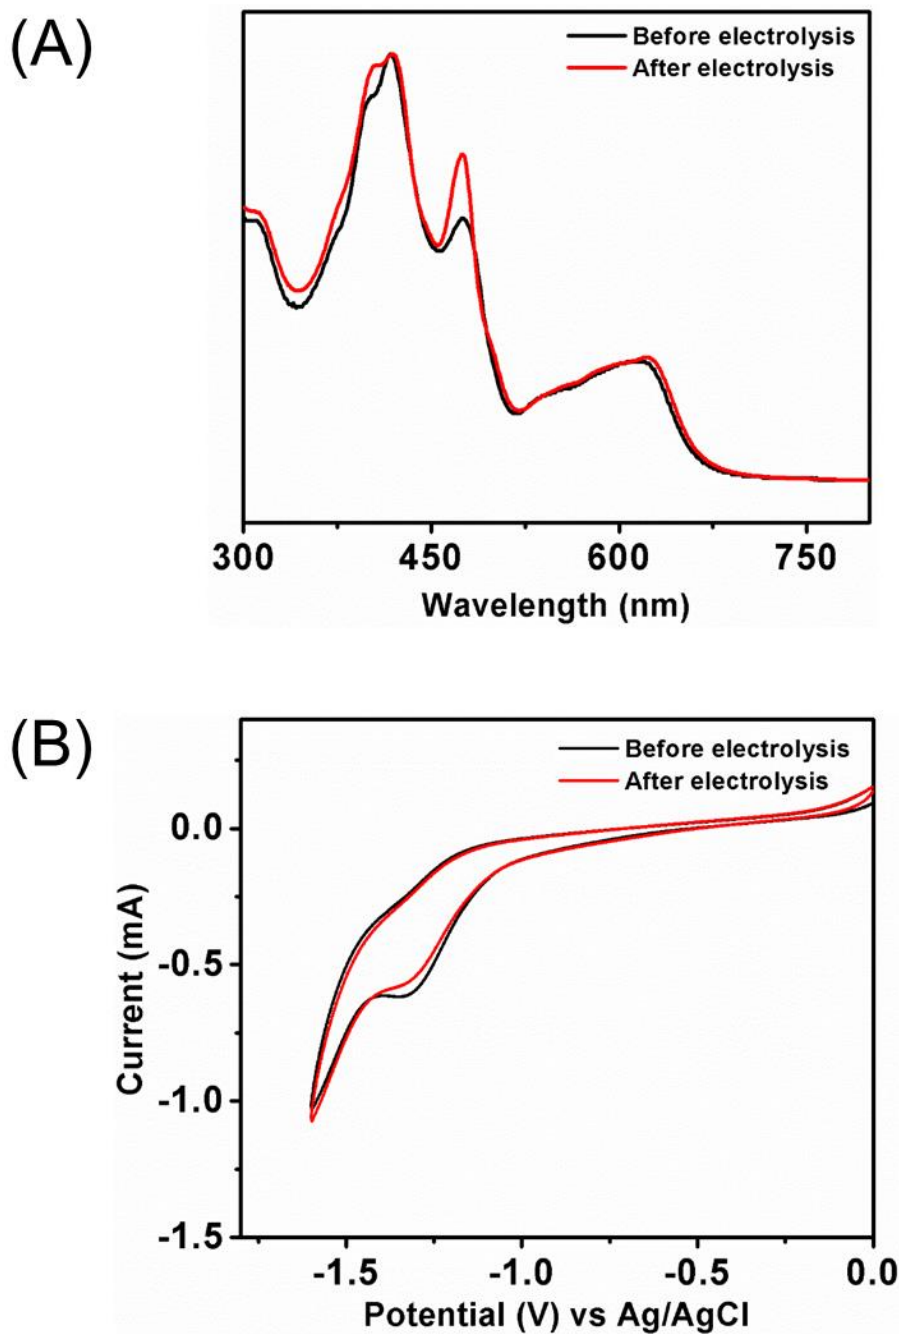 (A)
Before electrolysis
After electrolysis
300 450 600 750
Wavelength (nm)
(B)
Before electrolysis
After electrolysis
0.0
-0.5
-1.0
-1.5
Current (mA)
-1.5 -1.0 -0.5 0.0
Potential (V) vs Ag/AgCl